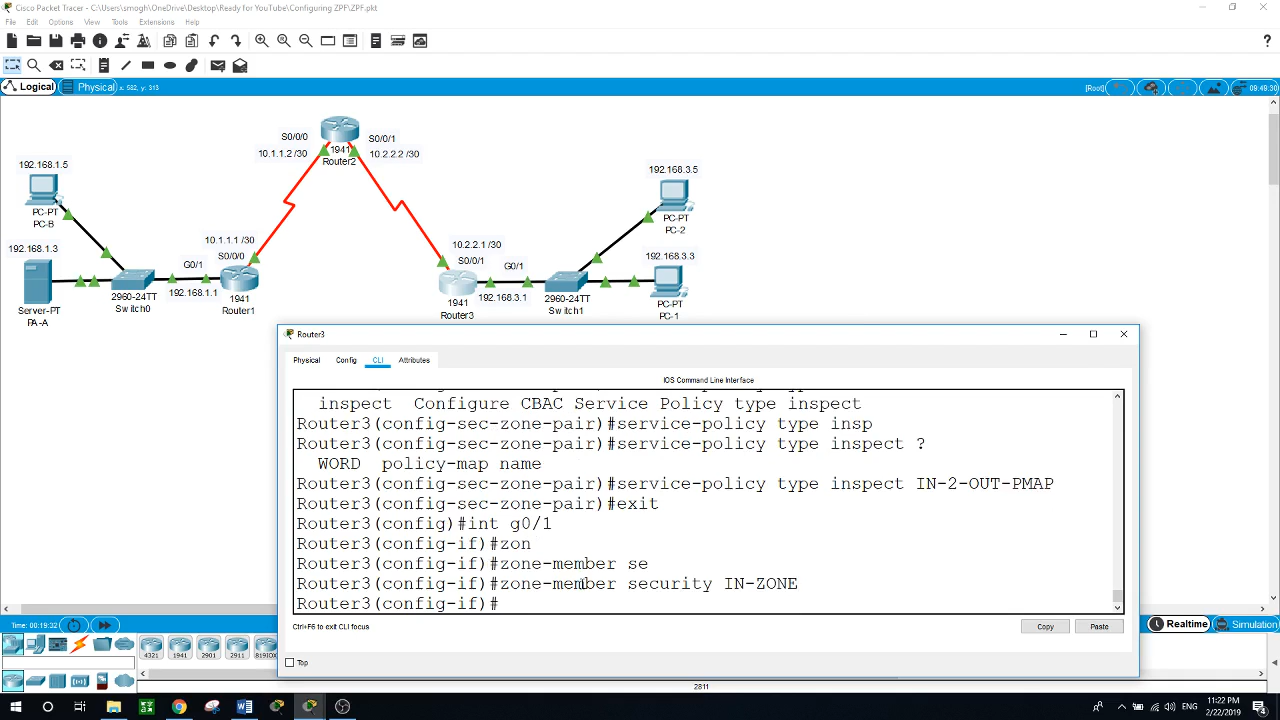 Cisco Packet Tracer - C:\Users\smogh\OneDrive\Desktop\Ready for YouTube\Configuring ZPF\ZPF.pkt
File Edit Options View Tools Extensions Help
Logical Physical x: 582, y: 313 [Root] 09:49:30
S0/0/0 S0/0/1
10.1.1.2 /30 1941 10.2.2.2 /30
Router2
192.168.1.5 192.168.3.5
PC-PT PC-PT
PC-B PC-2
192.168.1.3 10.1.1.1 /30 10.2.2.1 /30 192.168.3.3
G0/1 S0/0/0 S0/0/1 G0/1
192.168.1.1 192.168.3.1
Server-PT 2960-24TT 1941 1941 2960-24TT PC-PT
PA-A Switch0 Router1 Router3 Switch1 PC-1
Router3
Physical Config CLI Attributes
IOS Command Line Interface
inspect Configure CBAC Service Policy type inspect
Router3(config-sec-zone-pair)#service-policy type insp
Router3(config-sec-zone-pair)#service-policy type inspect ?
WORD policy-map name
Router3(config-sec-zone-pair)#service-policy type inspect IN-2-OUT-PMAP
Router3(config-sec-zone-pair)#exit
Router3(config)#int g0/1
Router3(config-if)#zon
Router3(config-if)#zone-member se
Router3(config-if)#zone-member security IN-ZONE
Router3(config-if)#
Ctrl+F6 to exit CLI focus Copy Paste
Top
Time: 00:19:32 Realtime Simulation
4321 1941 2901 2911 819IOX
2811
ENG 11:22 PM
2/22/2019